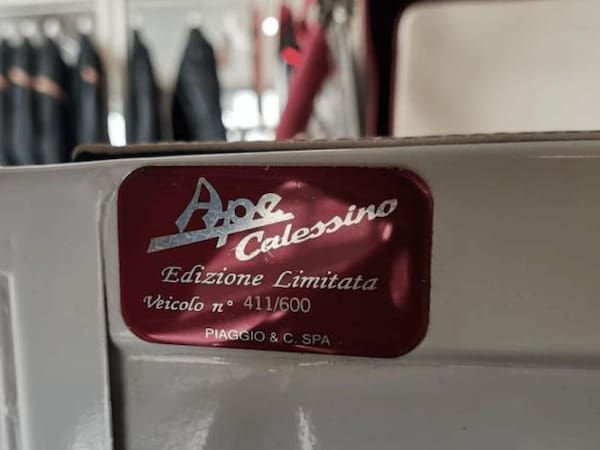 Ape
Calessino
Edizione Limitata
Veicolo n° 411/600
PIAGGIO & C. SPA